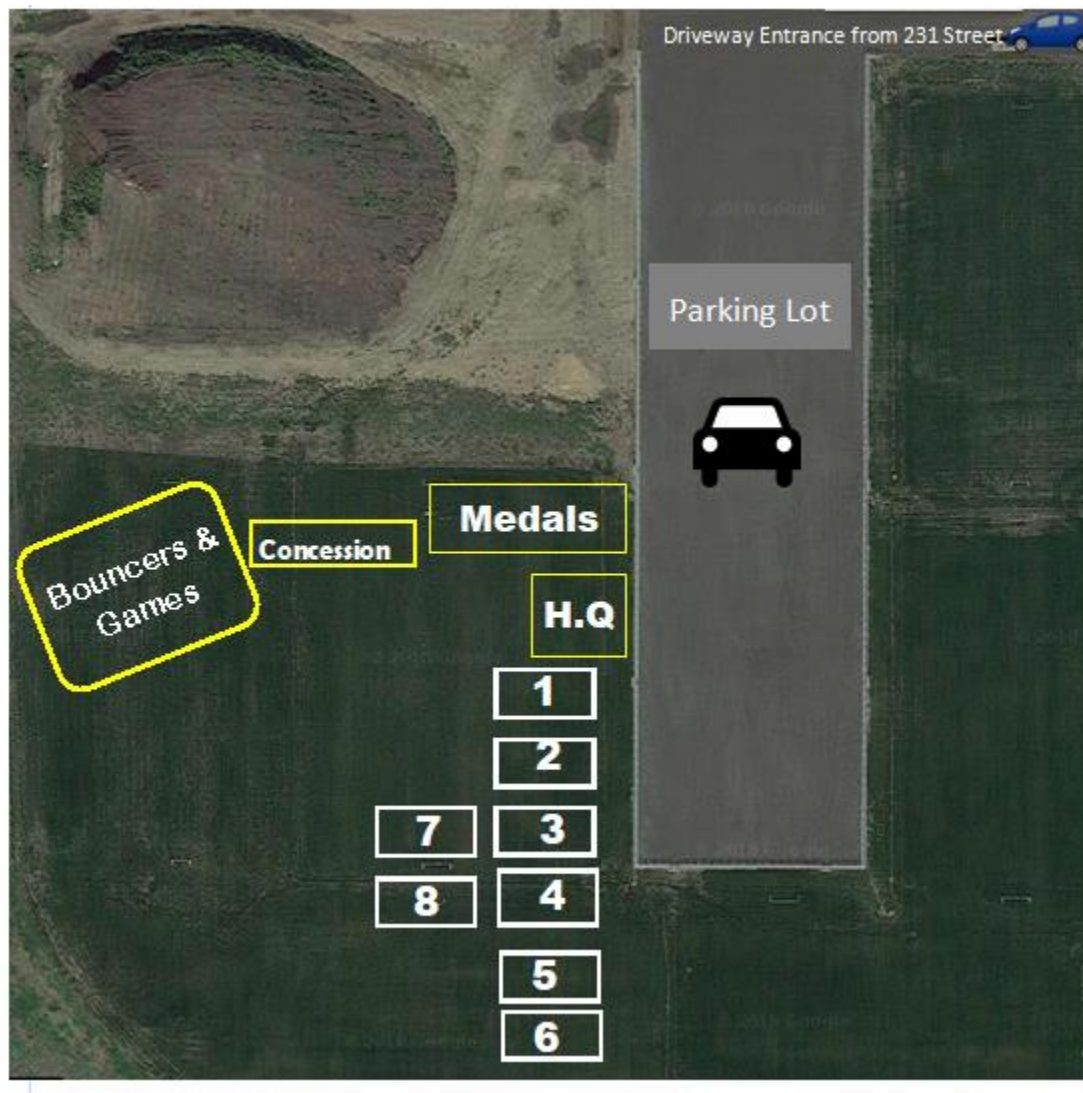 Driveway Entrance from 231 Street
Parking Lot
Medals
Bouncers &
Games
Concession
H.Q
1
2
7
3
8
4
5
6